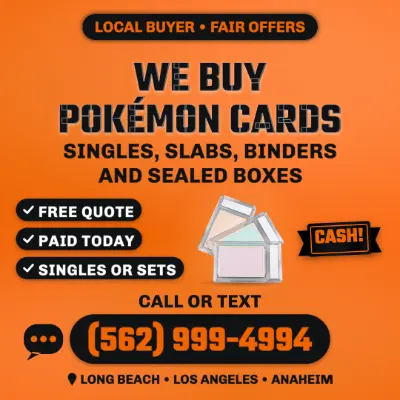 LOCAL BUYER • FAIR OFFERS
WE BUY
POKÉMON CARDS
SINGLES, SLABS, BINDERS
AND SEALED BOXES
FREE QUOTE
PAID TODAY
SINGLES OR SETS
CASH!
CALL OR TEXT
(562) 999-4994
LONG BEACH • LOS ANGELES • ANAHEIM